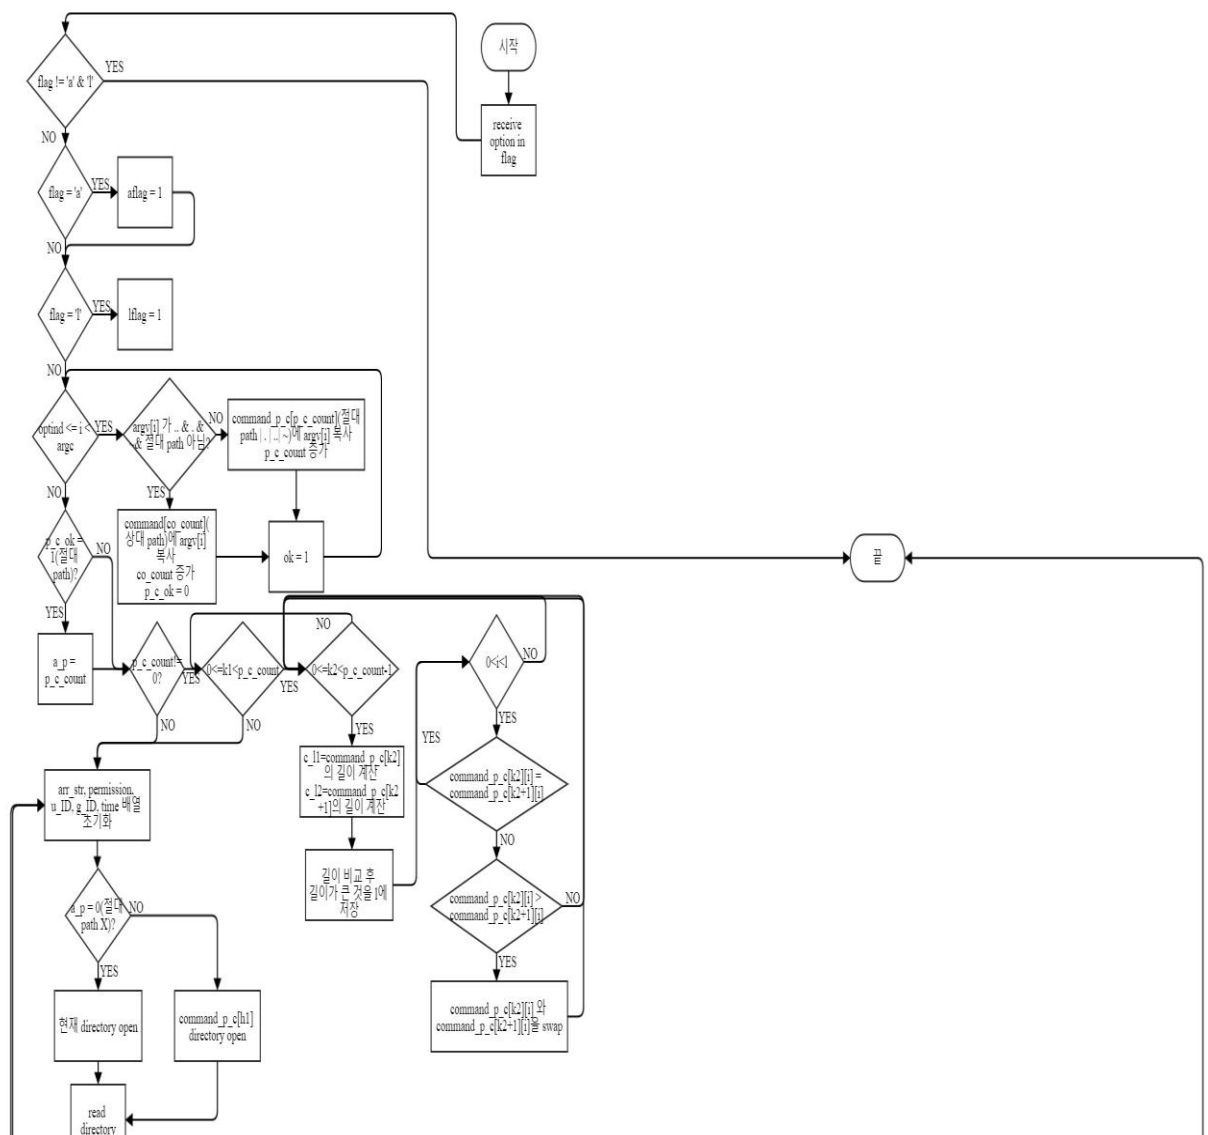 시작
receive
option in
flag
flag != 'a' & 'l'
YES
NO
flag = 'a'
YES
aflag = 1
NO
flag = 'l'
YES
lflag = 1
NO
optind <= i <
argc
YES
argv[i] 가 .. & . &
& 절대 path 아님?
NO
command_p_c[p_c_count](절대
path | . | ..| ~)에 argv[i] 복사
p_c_count 증가
YES
command[co_count](
상대 path)에 argv[i]
복사
co_count 증가
p_c_ok = 0
ok = 1
끝
NO
p_c_ok =
1(절대
path)?
NO
YES
a_p =
p_c_count
p_c_count!=
0?
YES
NO
0<=k1<p_c_count
YES
NO
0<=k2<p_c_count-1
NO
YES
c_l1=command_p_c[k2]
의 길이 계산
c_l2=command_p_c[k2
+1]의 길이 계산
길이 비교 후
길이가 큰 것을 l에
저장
0<i<l
NO
YES
command_p_c[k2][i] =
command_p_c[k2+1][i]
YES
NO
command_p_c[k2][i] >
command_p_c[k2+1][i]
NO
YES
command_p_c[k2][i] 와
command_p_c[k2+1][i]을 swap
arr_str, permission,
u_ID, g_ID, time 배열
초기화
a_p = 0(절대
path X)?
NO
YES
현재 directory open
command_p_c[h1]
directory open
read
directory